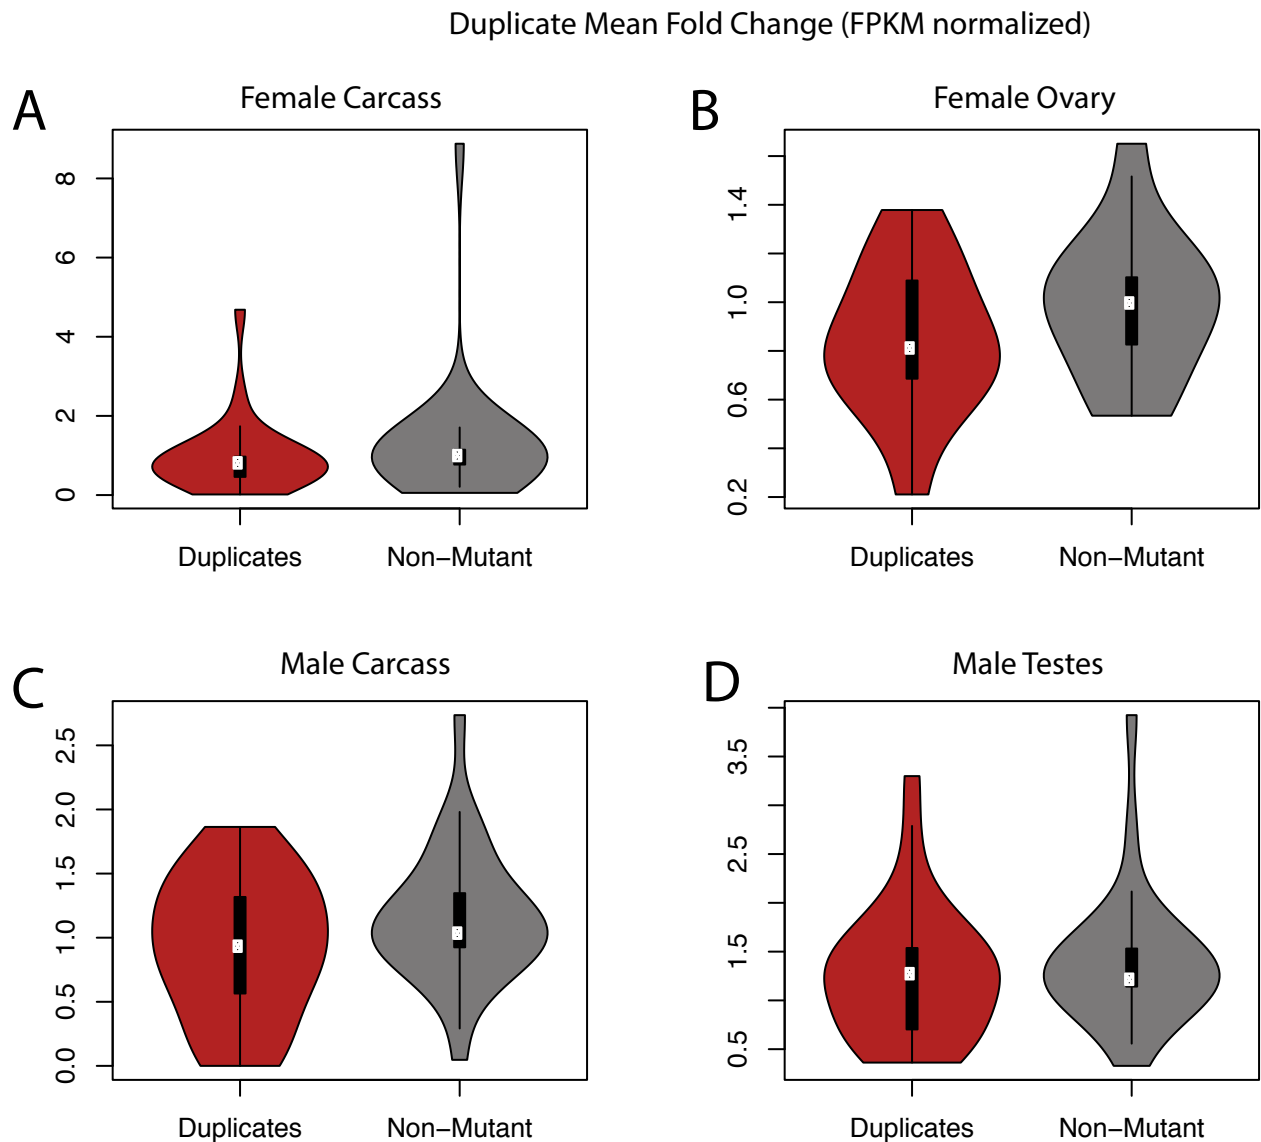 Duplicate Mean Fold Change (FPKM normalized)
A
Female Carcass
8
6
4
2
0
Duplicates
Non−Mutant
B
Female Ovary
1.4
1.0
0.6
0.2
Duplicates
Non−Mutant
C
Male Carcass
2.5
2.0
1.5
1.0
0.5
0.0
Duplicates
Non−Mutant
D
Male Testes
3.5
2.5
1.5
0.5
Duplicates
Non−Mutant